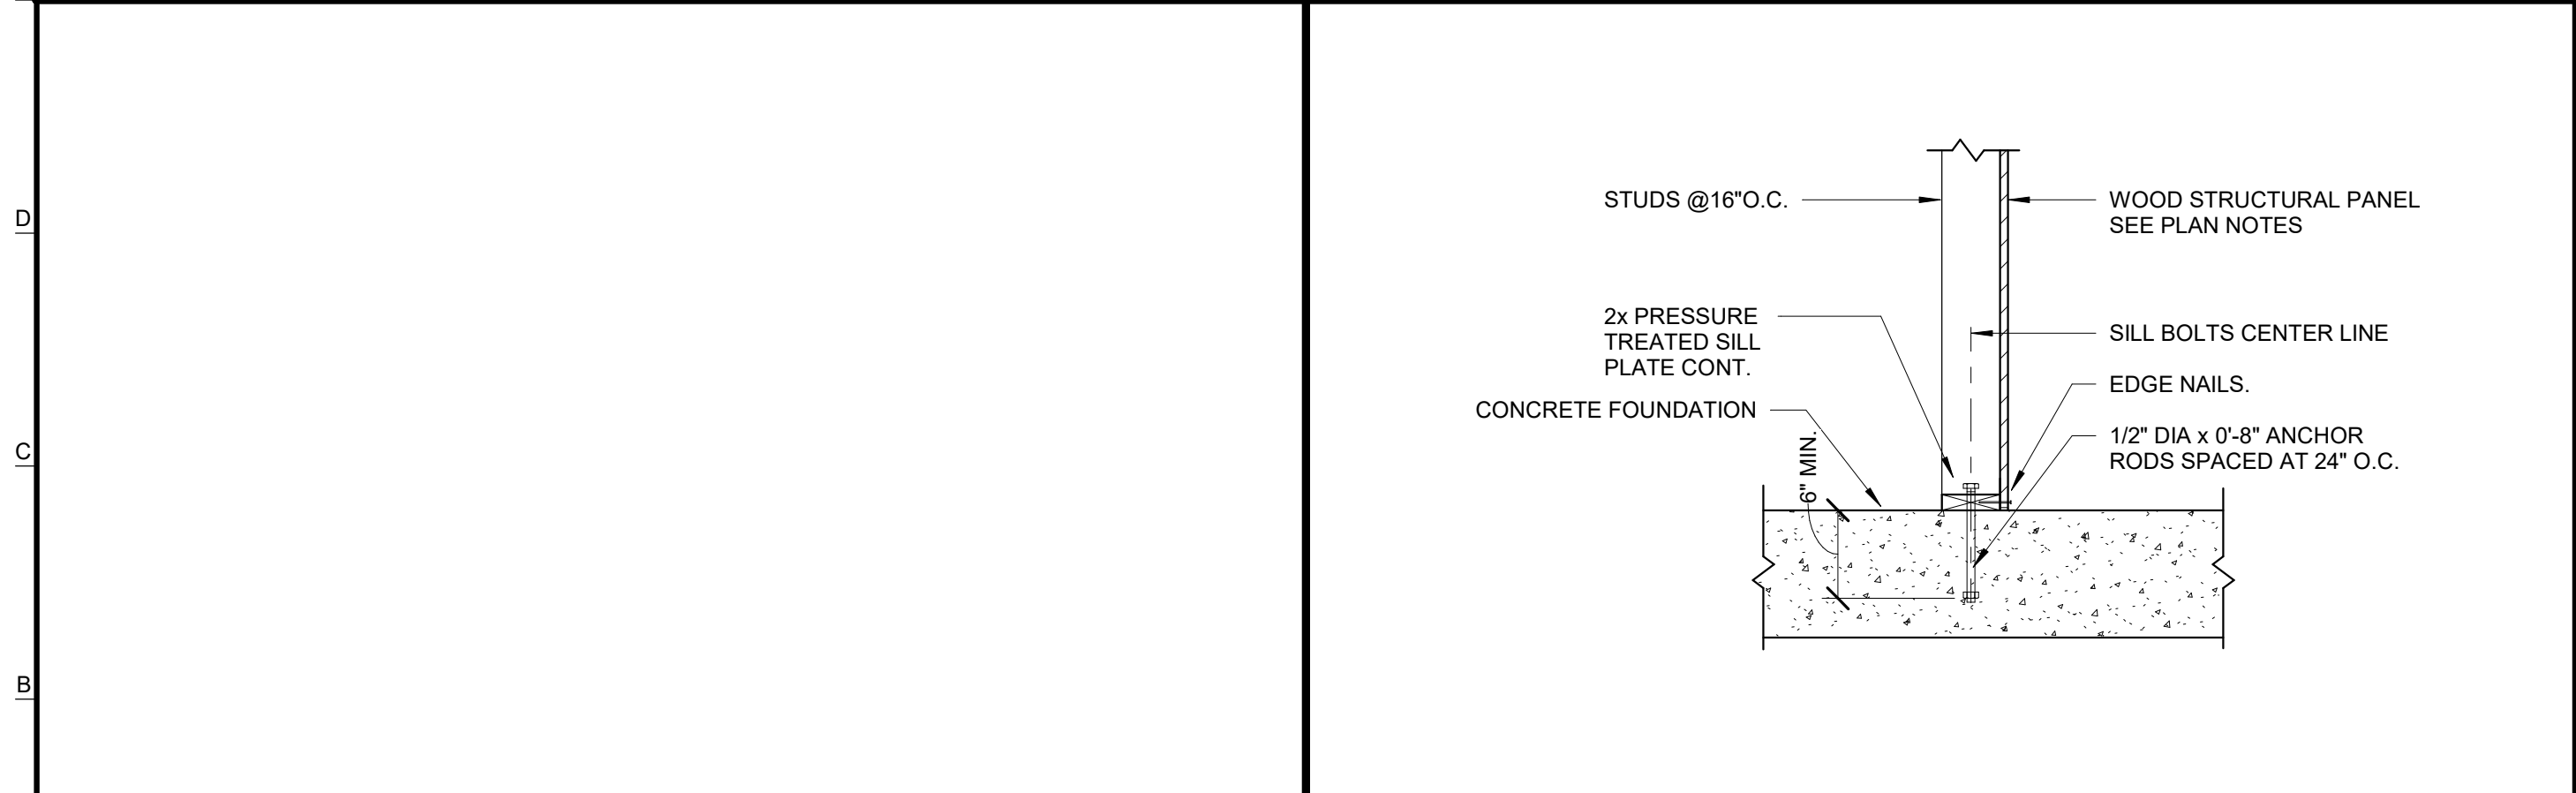 D
C
B
STUDS @16"O.C.
2x PRESSURE
TREATED SILL
PLATE CONT.
CONCRETE FOUNDATION
6" MIN.
WOOD STRUCTURAL PANEL
SEE PLAN NOTES
SILL BOLTS CENTER LINE
EDGE NAILS.
1/2" DIA x 0'-8" ANCHOR
RODS SPACED AT 24" O.C.